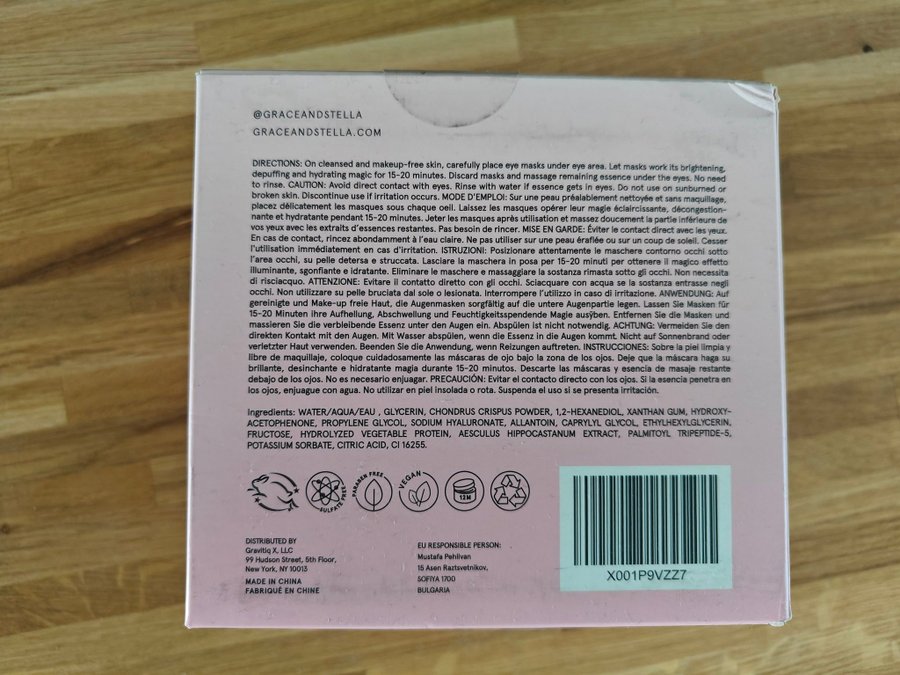 @GRACEANDSTELLA
GRACEANDSTELLA.COM
DIRECTIONS: On cleansed and makeup-free skin, carefully place eye masks under eye area. Let masks work its brightening,
depuffing and hydrating magic for 15-20 minutes. Discard masks and massage remaining essence under the eyes. No need
to rinse. CAUTION: Avoid direct contact with eyes. Rinse with water if essence gets in eyes. Do not use on sunburned or
broken skin. Discontinue use if irritation occurs. MODE D'EMPLOI: Sur une peau préalablement nettoyée et sans maquillage,
placez délicatement les masques sous chaque oeil. Laissez les masques opérer leur magie éclaircissante, décongestion-
nante et hydratante pendant 15-20 minutes. Jeter les masques après utilisation et massez doucement la partie inférieure de
vos yeux avec les extraits d'essences restantes. Pas besoin de rincer. MISE EN GARDE: Éviter le contact direct avec les yeux.
En cas de contact, rincez abondamment à l'eau claire. Ne pas utiliser sur une peau éraflée ou sur un coup de soleil. Cesser
l'utilisation immédiatement en cas d'irritation. ISTRUZIONI: Posizionare attentamente le maschere contorno occhi sotto
l'area occhi, su pelle detersa e struccata. Lasciare la maschera in posa per 15-20 minuti per ottenere il magico effetto
illuminante, sgonfiante e idratante. Eliminare le maschere e massaggiare la sostanza rimasta sotto gli occhi. Non necessita
di risciacquo. ATTENZIONE: Evitare il contatto diretto con gli occhi. Sciacquare con acqua se la sostanza entrasse negli
occhi. Non utilizzare su pelle bruciata dal sole o lesionata. Interrompere l'utilizzo in caso di irritazione. ANWENDUNG: Auf
gereinigte und Make-up freie Haut, die Augenmasken sorgfältig auf die untere Augenpartie legen. Lassen Sie Masken für
15-20 Minuten ihre Aufhellung, Abschwellung und Feuchtigkeitsspendende Magie ausüben. Entfernen Sie die Masken und
massieren Sie die verbleibende Essenz unter den Augen ein. Abspülen ist nicht notwendig. ACHTUNG: Vermeiden Sie den
direkten Kontakt mit den Augen. Mit Wasser abspülen, wenn die Essenz in die Augen kommt. Nicht auf Sonnenbrand oder
verletzter Haut verwenden. Beenden Sie die Anwendung, wenn Reizungen auftreten. INSTRUCCIONES: Sobre la piel limpia y
libre de maquillaje, coloque cuidadosamente las máscaras de ojo bajo la zona de los ojos. Deje que la máscara haga su
brillante, desinchante e hidratante magia durante 15-20 minutos. Descarte las máscaras y esencia de masaje restante
debajo de los ojos. No es necesario enjuagar. PRECAUCIÓN: Evitar el contacto directo con los ojos. Si la esencia penetra en
los ojos, enjuague con agua. No utilizar en piel insolada o rota. Suspenda el uso si se presenta irritación.
Ingredients: WATER/AQUA/EAU , GLYCERIN, CHONDRUS CRISPUS POWDER, 1,2-HEXANEDIOL, XANTHAN GUM, HYDROXY-
ACETOPHENONE, PROPYLENE GLYCOL, SODIUM HYALURONATE, ALLANTOIN, CAPRYLYL GLYCOL, ETHYLHEXYLGLYCERIN,
FRUCTOSE, HYDROLYZED VEGETABLE PROTEIN, AESCULUS HIPPOCASTANUM EXTRACT, PALMITOYL TRIPEPTIDE-5,
POTASSIUM SORBATE, CITRIC ACID, CI 16255.
SULFATE FREE
PARABEN FREE
VEGAN
12M
DISTRIBUTED BY
Gravitiq X, LLC
99 Hudson Street, 5th Floor,
New York, NY 10013
MADE IN CHINA
FABRIQUÉ EN CHINE
EU RESPONSIBLE PERSON:
Mustafa Pehlivan
15 Asen Raztsvetnikov,
SOFIYA 1700
BULGARIA
X001P9VZZ7